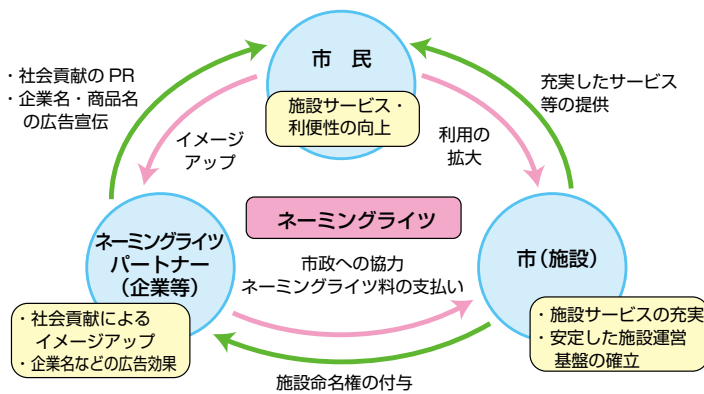 市　民
施設サービス・
利便性の向上
・社会貢献の PR
・企業名・商品名
の広告宣伝
イメージ
アップ
利用の
拡大
充実したサービス
等の提供
ネーミングライツ
ネーミングライツ
パートナー
（企業等）
・社会貢献による
イメージアップ
・企業名などの広告効果
市政への協力
ネーミングライツ料の支払い
市（施設）
・施設サービスの充実
・安定した施設運営
基盤の確立
施設命名権の付与